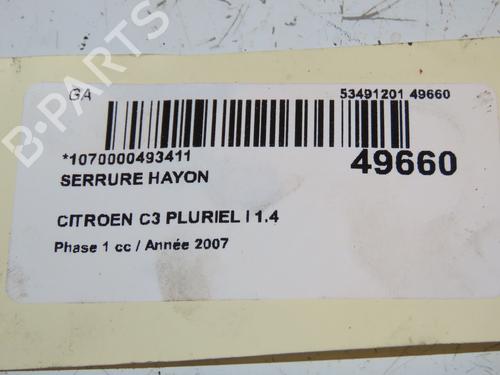 B-PARTS
GA
53491201 49660
*1070000493411
49660
SERRURE HAYON
CITROEN C3 PLURIEL I 1.4
Phase 1 cc / Année 2007